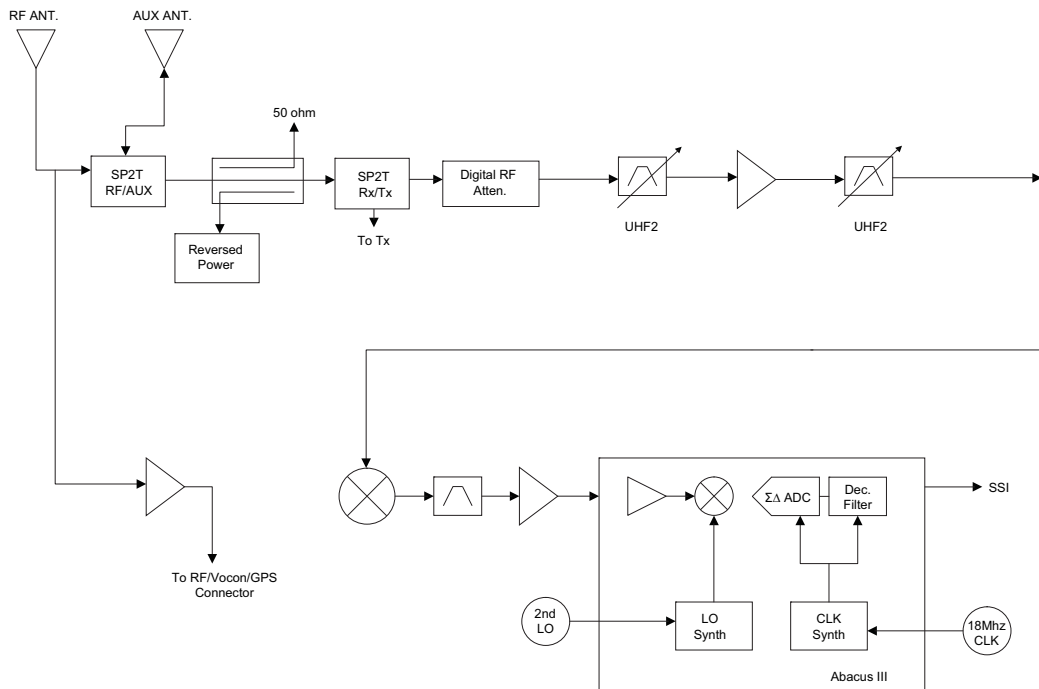 RF ANT.
AUX ANT.
50 ohm
SP2T
RF/AUX
SP2T
Rx/Tx
Digital RF
Atten.
UHF2
UHF2
To Tx
Reversed
Power
To RF/Vocon/GPS
Connector
ΣΔ ADC
Dec.
Filter
SSI
2nd
LO
LO
Synth
CLK
Synth
18Mhz
CLK
Abacus III